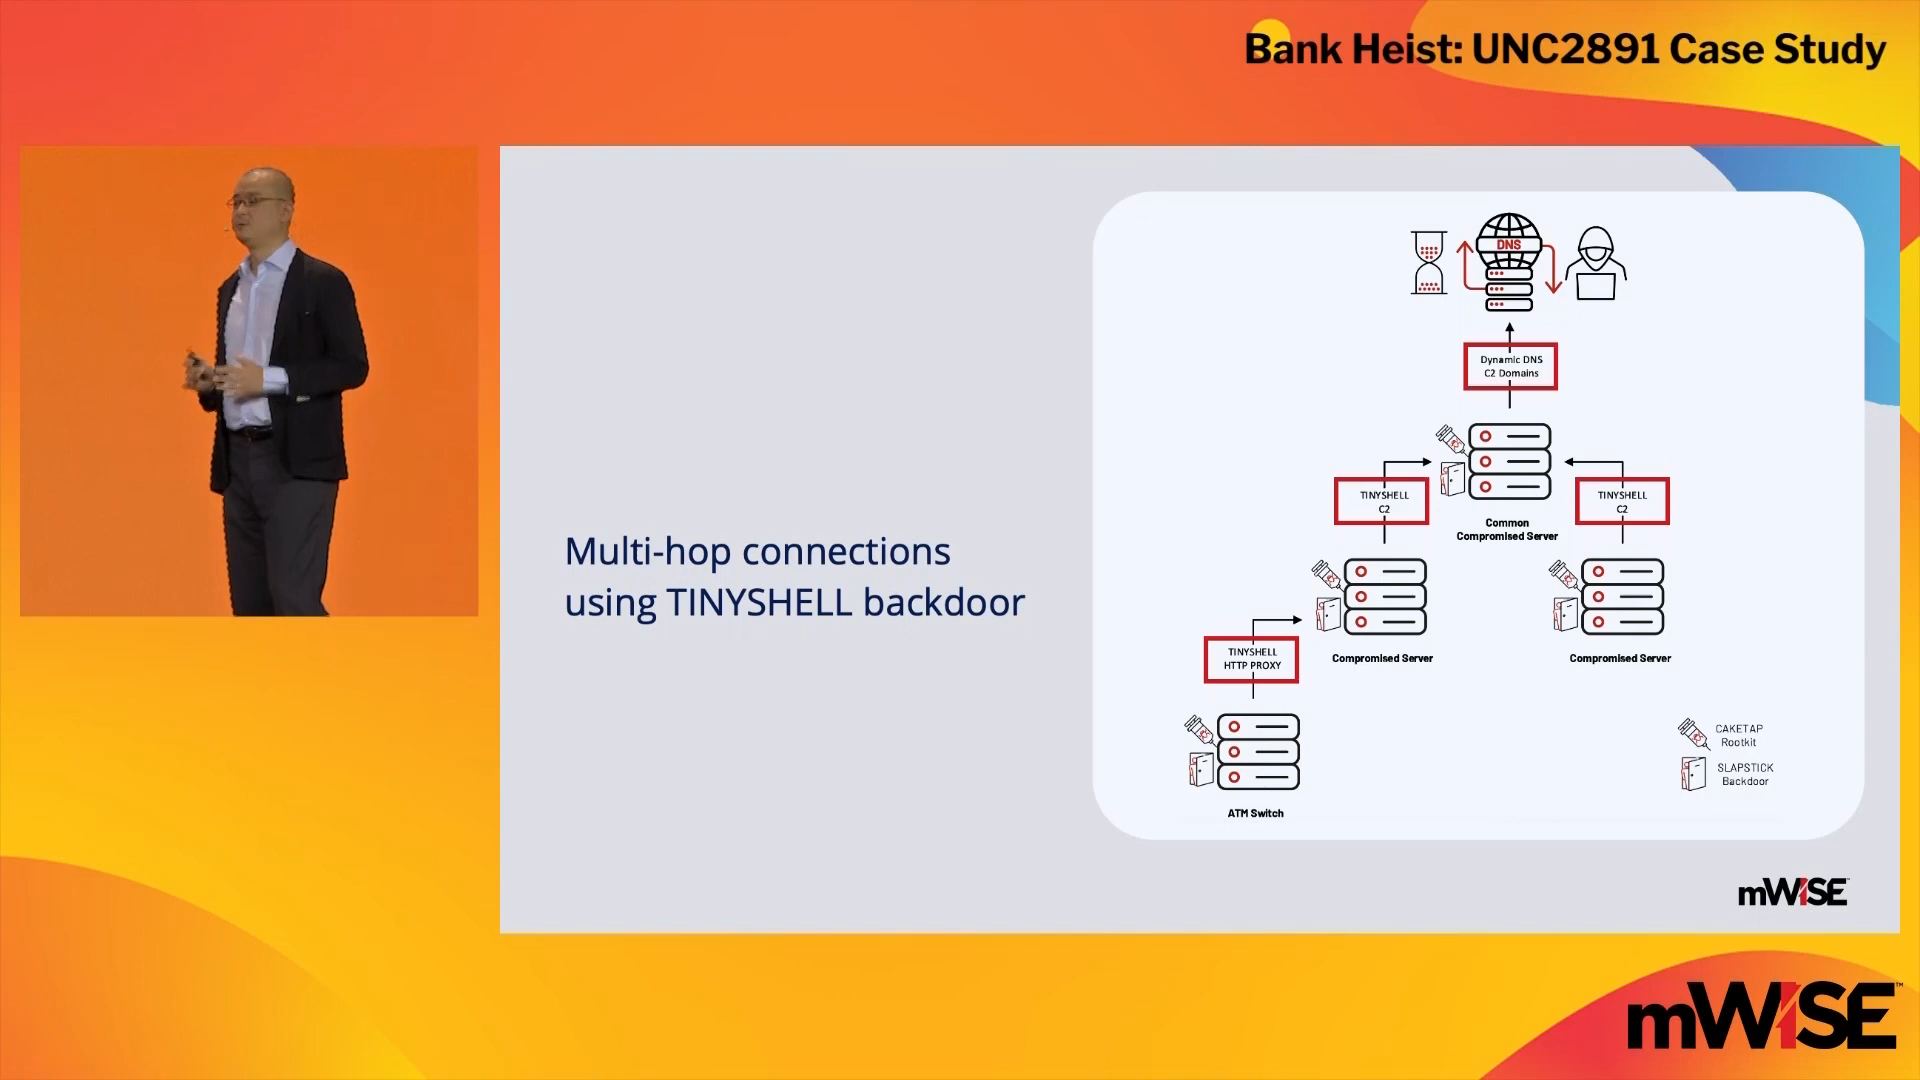 Bank Heist: UNC2891 Case Study
Multi-hop connections
using TINYSHELL backdoor
DNS
Dynamic DNS
C2 Domains
TINYSHELL
C2
TINYSHELL
C2
Common
Compromised Server
TINYSHELL
HTTP PROXY
Compromised Server
Compromised Server
CAKETAP
Rootkit
SLAPSTICK
Backdoor
ATM Switch
mWISE
mWISE™